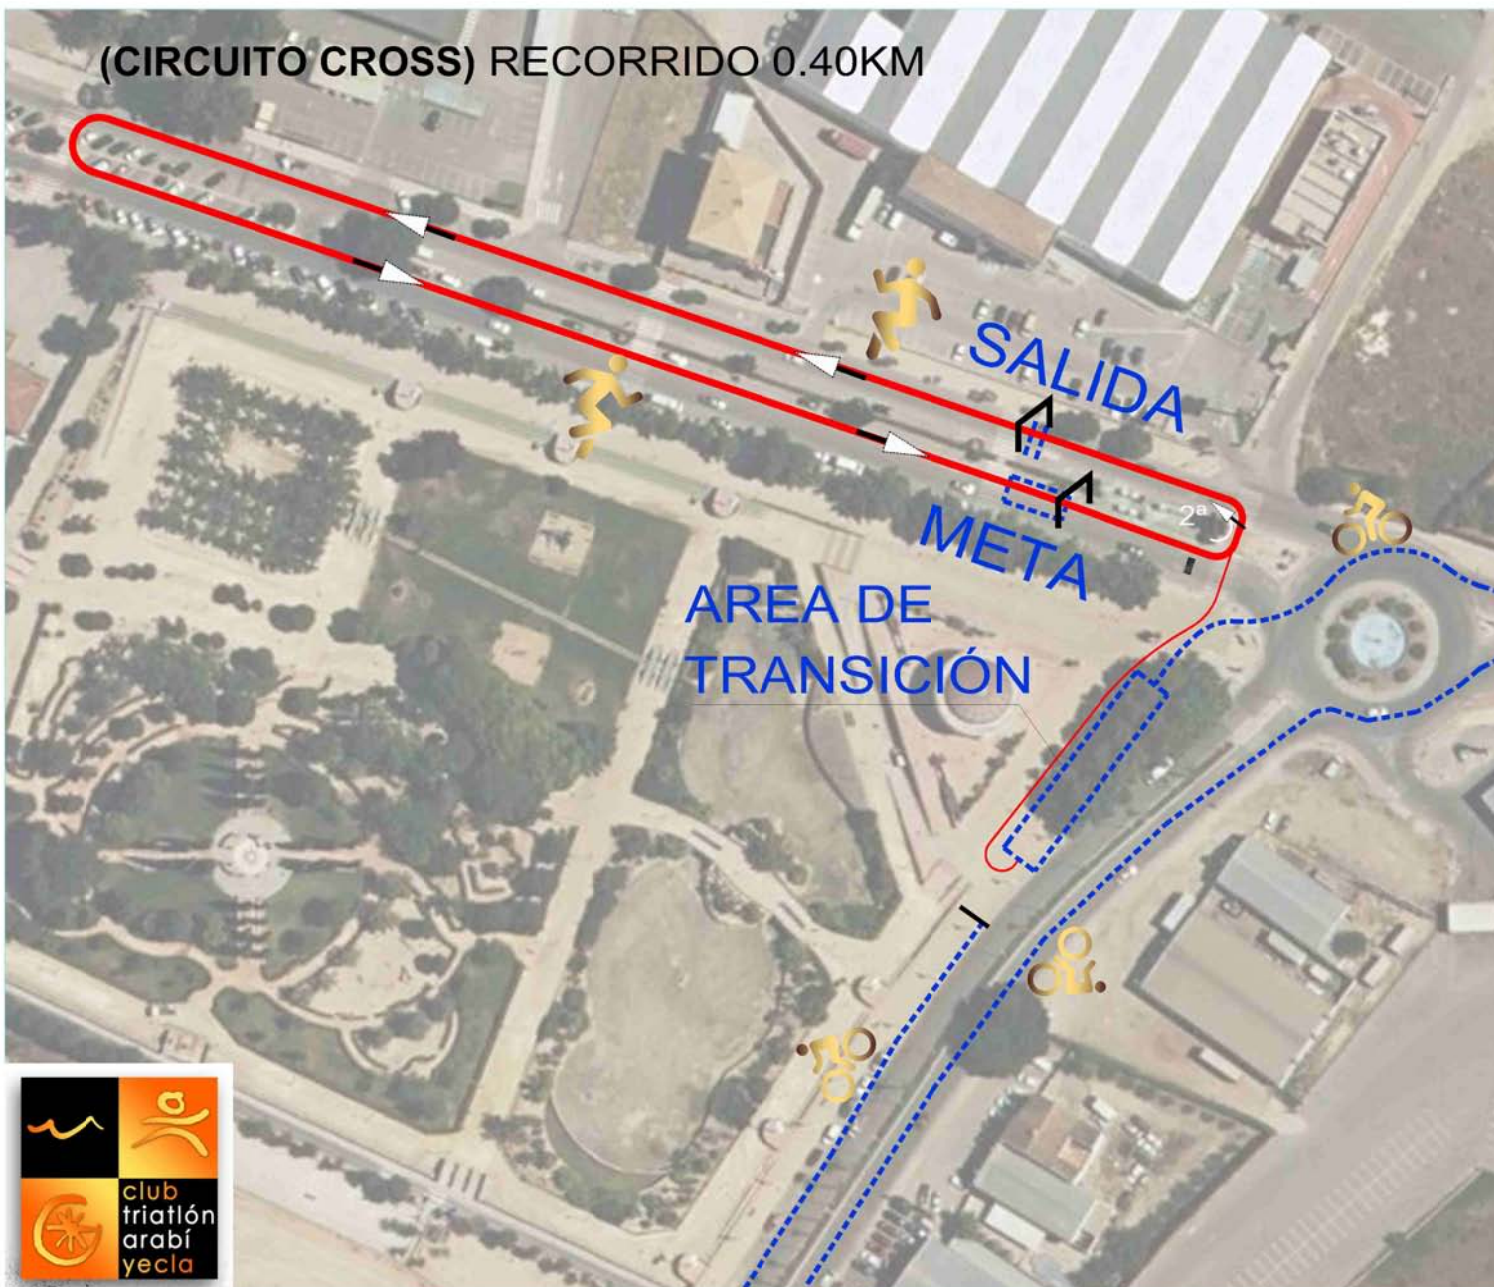 (CIRCUITO CROSS) RECORRIDO 0.40KM
SALIDA
META
2ª
AREA DE
TRANSICIÓN
club
triatlón
arabí
yecla